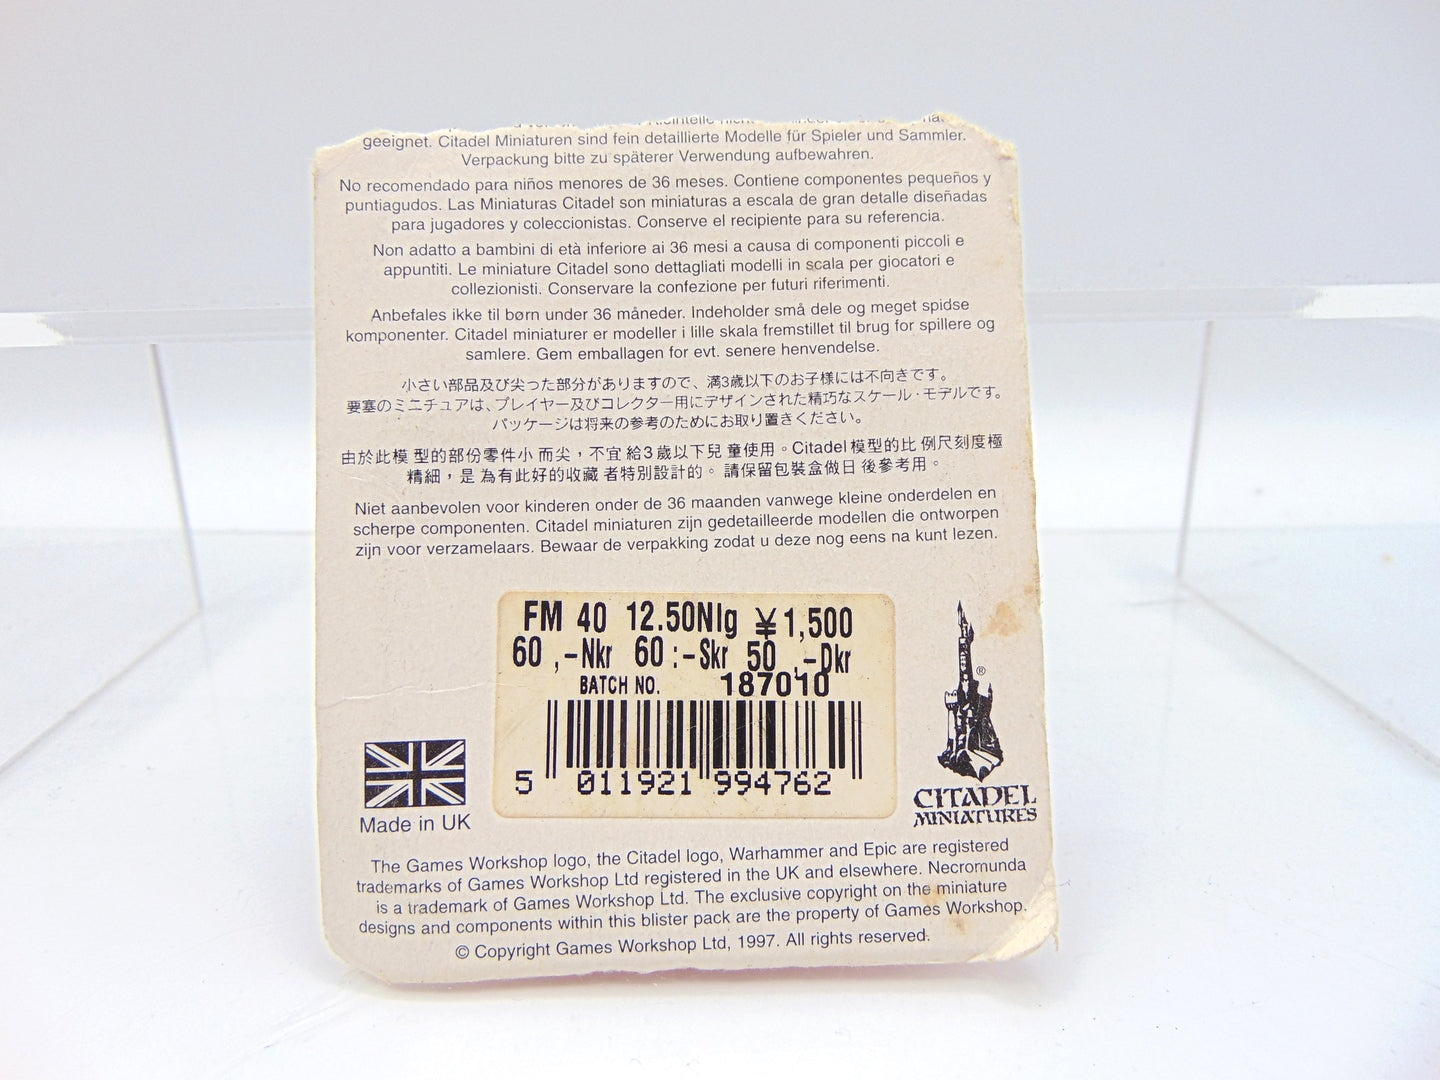 geeignet. Citadel Miniaturen sind fein detaillierte Modelle für Spieler und Sammler.
Verpackung bitte zu späterer Verwendung aufbewahren.
No recomendado para niños menores de 36 meses. Contiene componentes pequeños y
puntiagudos. Las Miniaturas Citadel son miniaturas a escala de gran detalle diseñadas
para jugadores y coleccionistas. Conserve el recipiente para su referencia.
Non adatto a bambini di età inferiore ai 36 mesi a causa di componenti piccoli e
appuntiti. Le miniature Citadel sono dettagliati modelli in scala per giocatori e
collezionisti. Conservare la confezione per futuri riferimenti.
Anbefales ikke til børn under 36 måneder. Indeholder små dele og meget spidse
komponenter. Citadel miniaturer er modeller i lille skala fremstillet til brug for spillere og
samlere. Gem emballagen for evt. senere henvendelse.
小さい部品及び尖った部分がありますので、満3歳以下のお子様には不向きです。
要塞のミニチュアは、プレイヤー及びコレクター用にデザインされた精巧なスケール・モデルです。
パッケージは将来の参考のためにお取り置きください。
由於此模 型的部份零件小 而尖，不宜 給3歲以下兒 童使用。Citadel模型的比 例尺刻度極
精細，是 為有此好的收藏 者特別設計的。 請保留包裝盒做日 後參考用。
Niet aanbevolen voor kinderen onder de 36 maanden vanwege kleine onderdelen en
scherpe componenten. Citadel miniaturen zijn gedetailleerde modellen die ontworpen
zijn voor verzamelaars. Bewaar de verpakking zodat u deze nog eens na kunt lezen.
FM 40 12.50Nlg ¥1,500
60 ,-Nkr 60 :-Skr 50 ,-Dkr
BATCH NO. 187010
5 011921 994762
®
CITADEL
MINIATURES
Made in UK
The Games Workshop logo, the Citadel logo, Warhammer and Epic are registered
trademarks of Games Workshop Ltd registered in the UK and elsewhere. Necromunda
is a trademark of Games Workshop Ltd. The exclusive copyright on the miniature
designs and components within this blister pack are the property of Games Workshop.
© Copyright Games Workshop Ltd, 1997. All rights reserved.